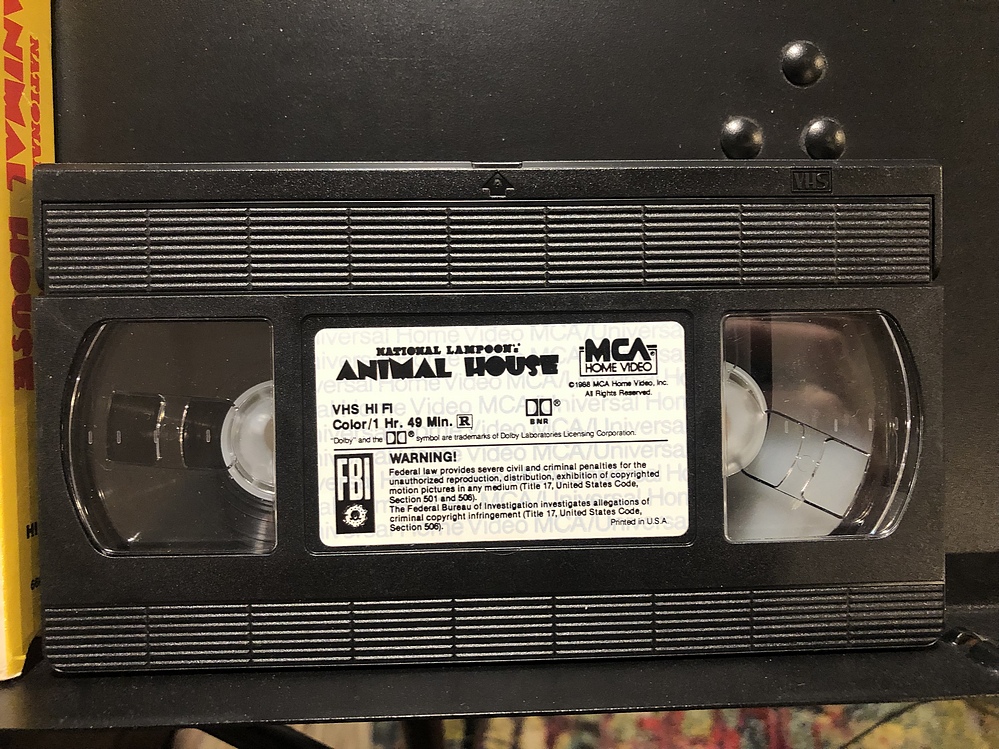 NATIONAL
ANIMAL HOUSE
VHS
NATIONAL LAMPOON'S
ANIMAL HOUSE
MCA
HOME VIDEO
©1988 MCA Home Video, Inc.
All Rights Reserved.
VHS HI FI
Color/1 Hr. 49 Min. R
B NR
"Dolby" and the ® symbol are trademarks of Dolby Laboratories Licensing Corporation.
FBI
WARNING!
Federal law provides severe civil and criminal penalties for the
unauthorized reproduction, distribution, exhibition of copyrighted
motion pictures in any medium (Title 17, United States Code,
Section 501 and 506).
The Federal Bureau of Investigation investigates allegations of
criminal copyright infringement (Title 17, United States Code,
Section 506).
Printed in U.S.A.